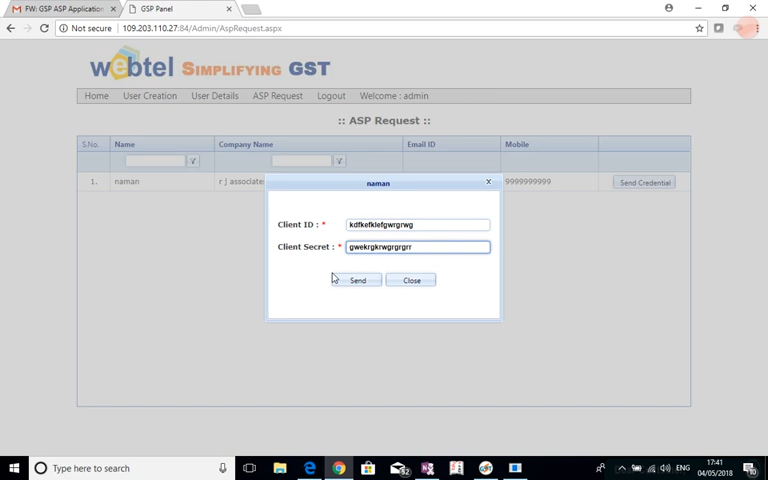 FW: GSP ASP Application
GSP Panel
Not secure
109.203.110.27:84/Admin/AspRequest.aspx
webtel SIMPLIFYING GST
Home
User Creation
User Details
ASP Request
Logout
Welcome : admin
:: ASP Request ::
S.No.
Name
Company Name
Email ID
Mobile
1.
naman
r j associate
9999999999
Send Credential
naman
Client ID : *
kdfkefklefgwrgrwg
Client Secret : *
gwekrgkrwgrgrgrr
Send
Close
Type here to search
52
ENG
17:41
04/05/2018
10